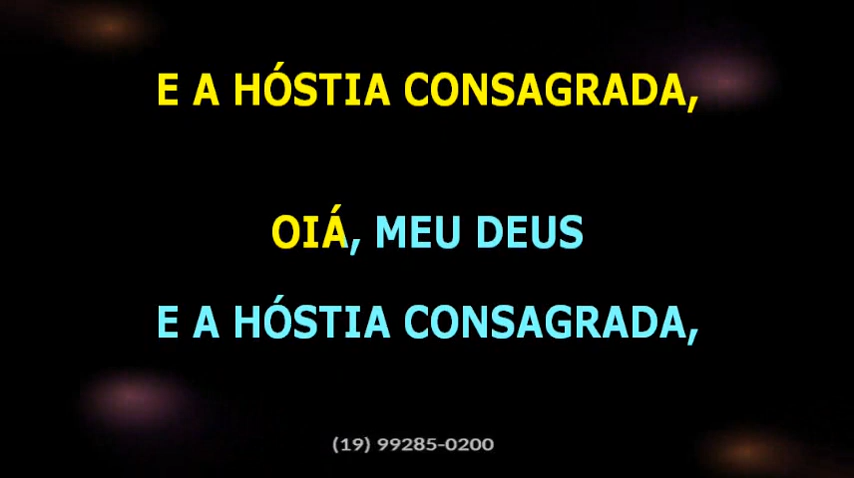 E A HÓSTIA CONSAGRADA,
OIÁ, MEU DEUS
E A HÓSTIA CONSAGRADA,
(19) 99285-0200